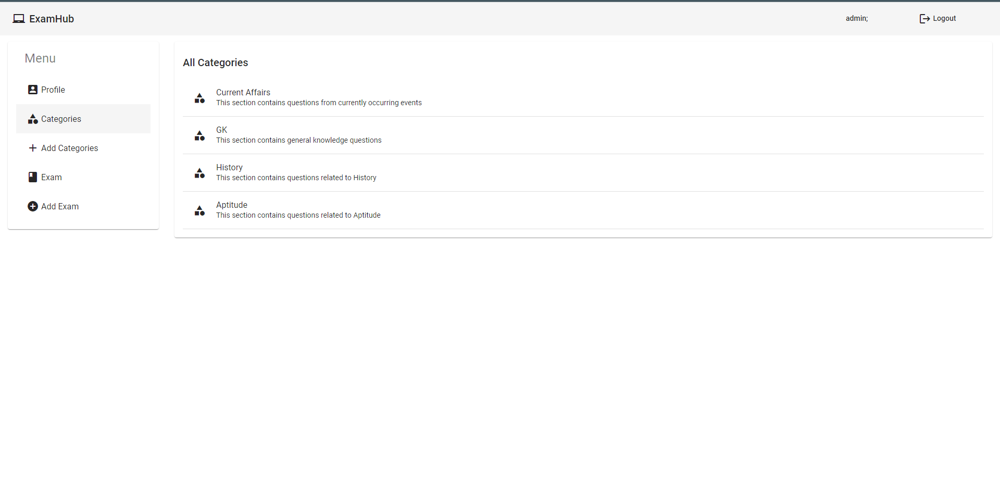 ExamHub
admin;
Logout
Menu
Profile
Categories
Add Categories
Exam
Add Exam
All Categories
Current Affairs
This section contains questions from currently occurring events
GK
This section contains general knowledge questions
History
This section contains questions related to History
Aptitude
This section contains questions related to Aptitude